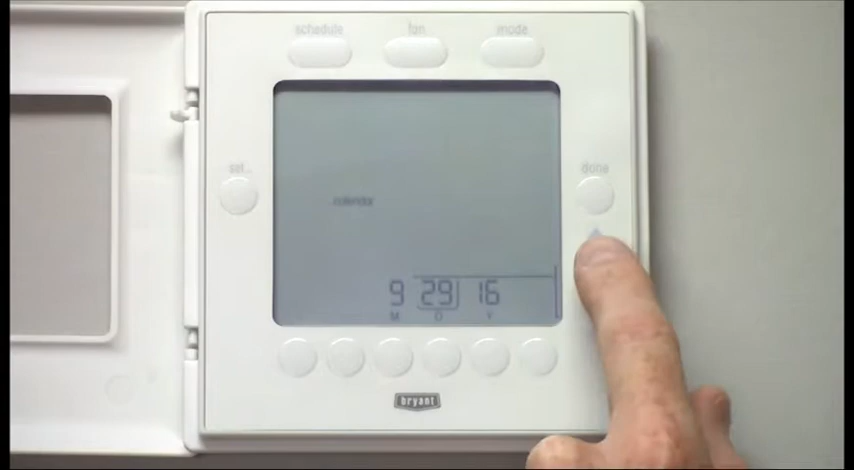 schedule fan mode
set
done
calendar
9 29 16
M D Y
bryant